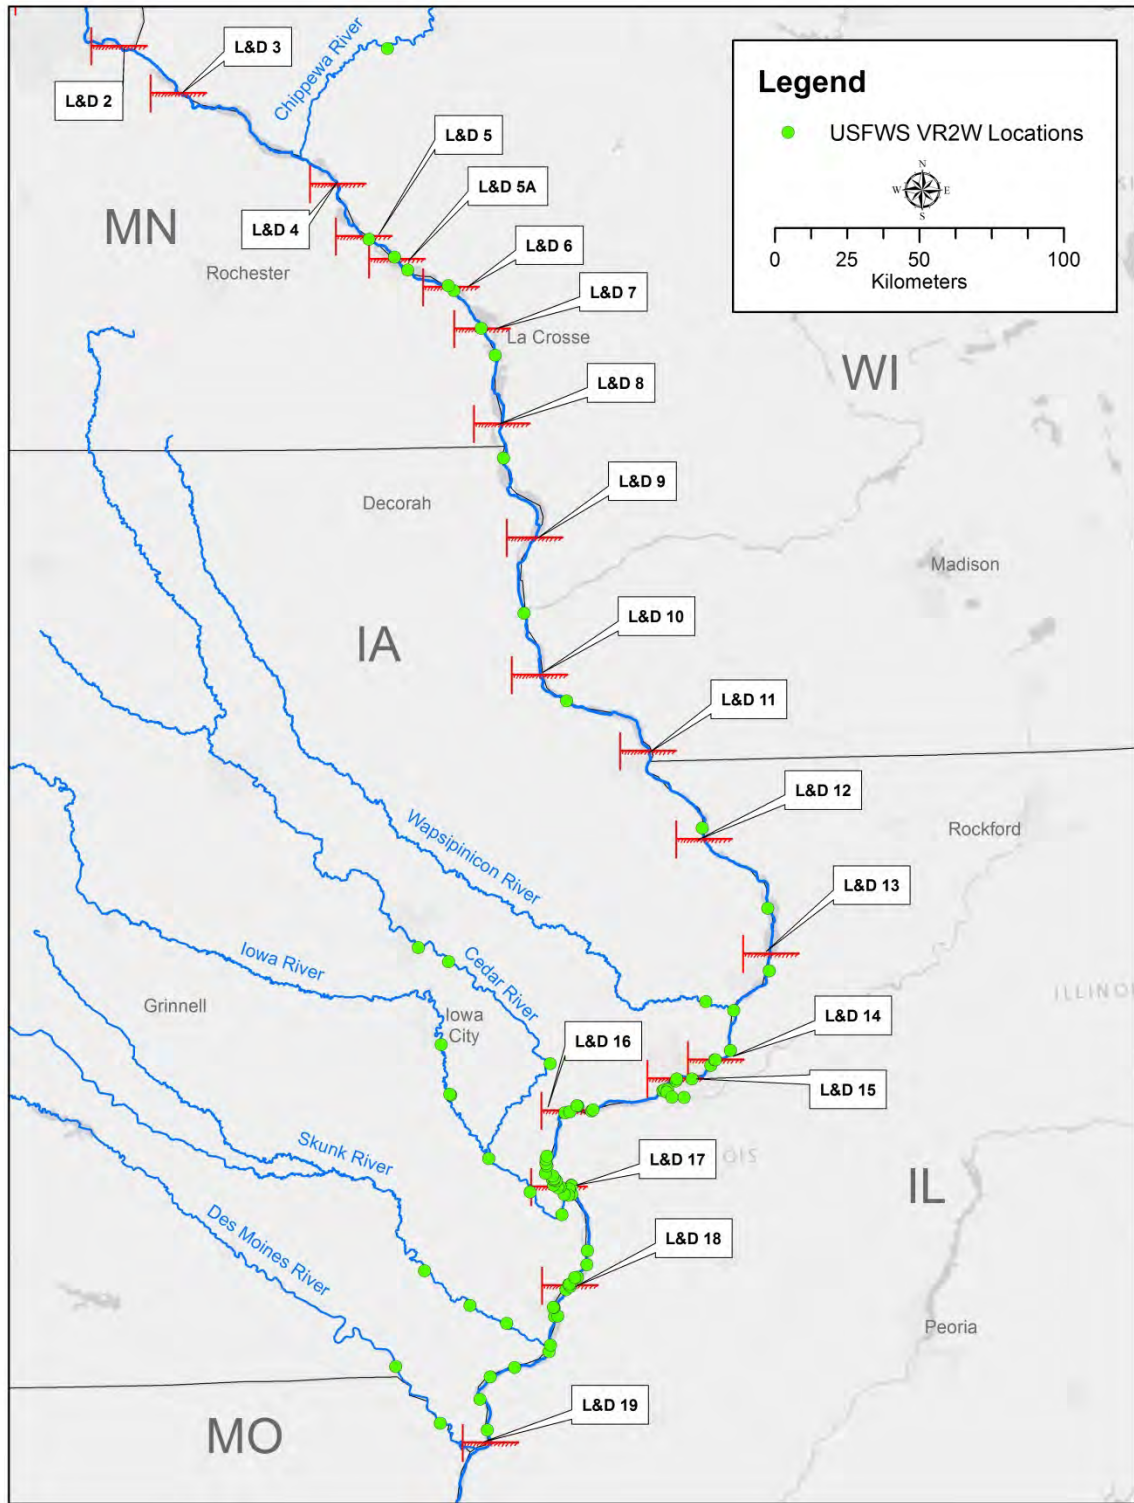 L&D 3
Chippewa River
L&D 2
Legend
USFWS VR2W Locations
N
W E
S
0 25 50 100
Kilometers
L&D 5
L&D 5A
L&D 4
MN
Rochester
L&D 6
L&D 7
La Crosse
WI
L&D 8
Decorah
L&D 9
Madison
IA
L&D 10
L&D 11
L&D 12
Rockford
Wapsipinicon River
L&D 13
Iowa River
Cedar River
Grinnell
Iowa
City
ILLINO
L&D 14
L&D 16
L&D 15
Skunk River
L&D 17
OIS
IL
Des Moines River
L&D 18
Peoria
L&D 19
MO